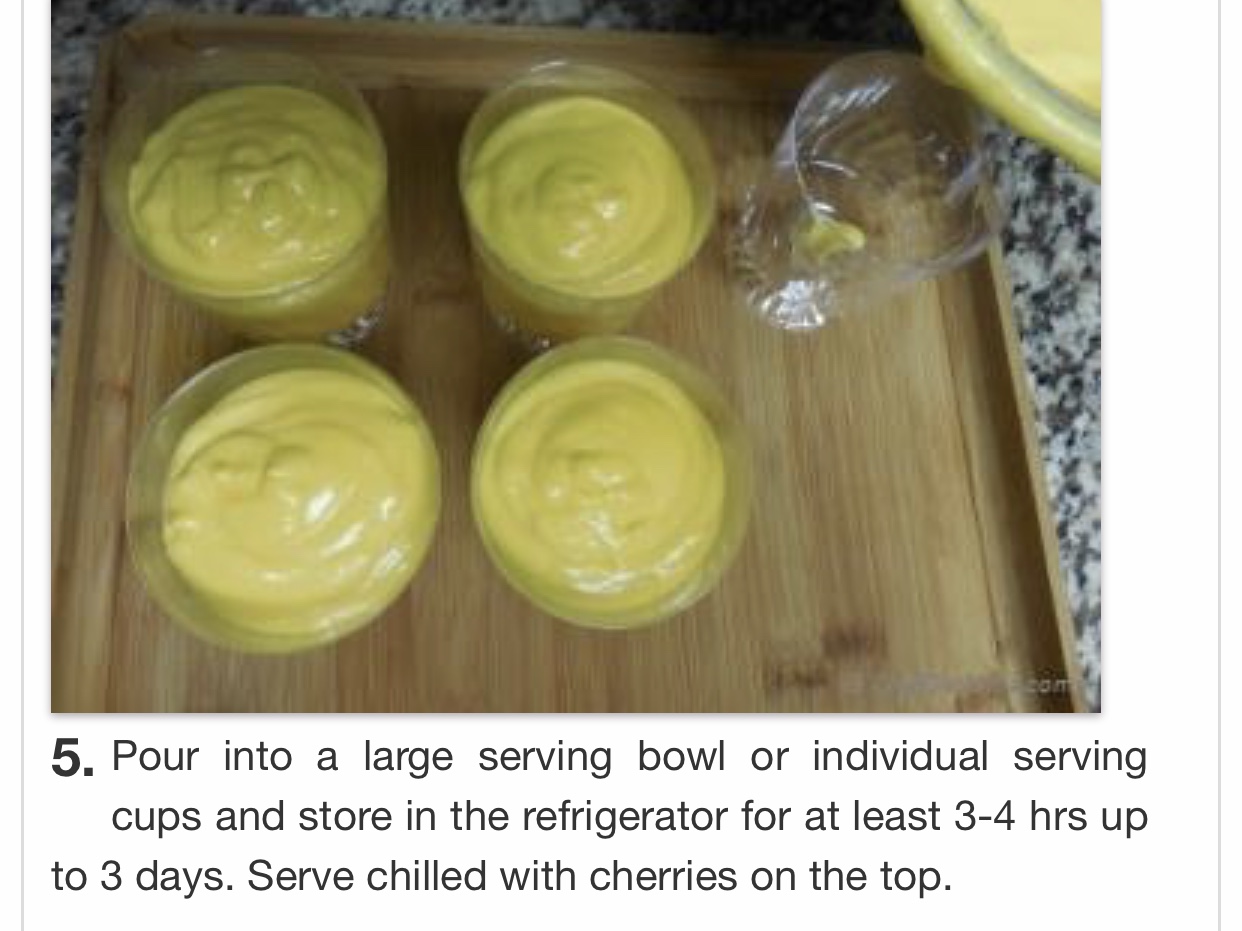 5. Pour into a large serving bowl or individual serving
cups and store in the refrigerator for at least 3-4 hrs up
to 3 days. Serve chilled with cherries on the top.